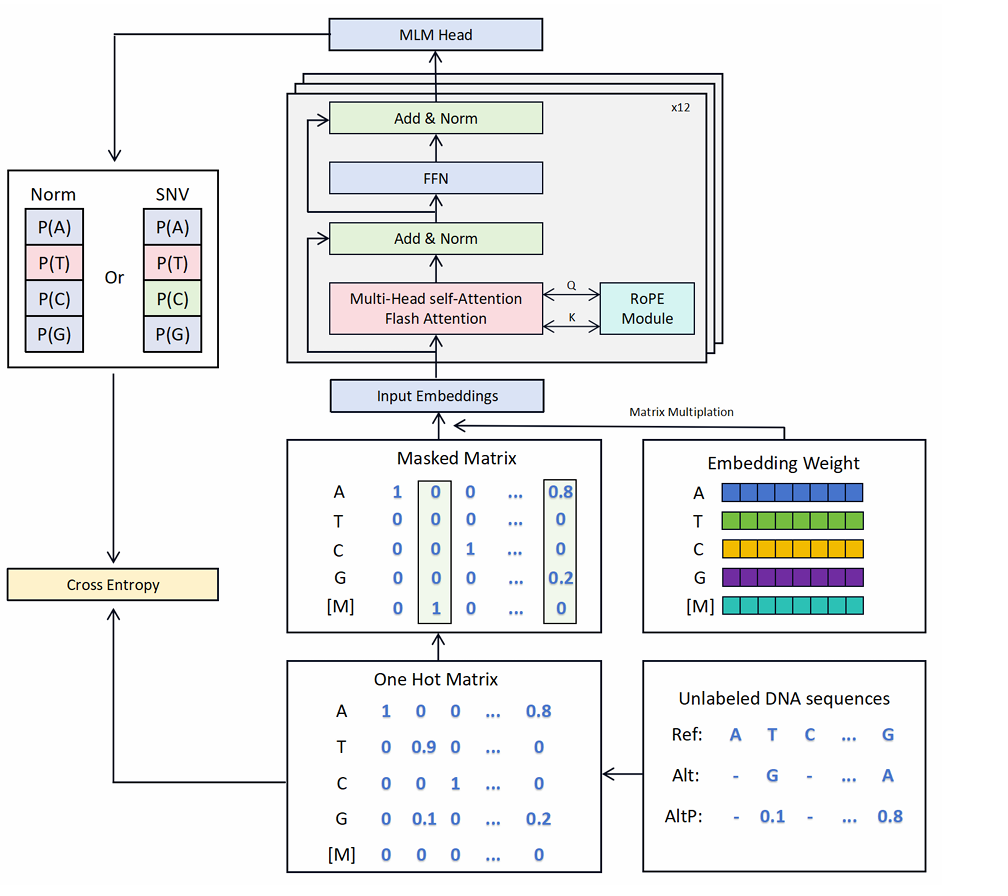 MLM Head
x12
Add & Norm
FFN
Add & Norm
Multi-Head self-Attention
Flash Attention
Q
K
RoPE
Module
Norm
SNV
P(A)
P(T)
P(C)
P(G)
Or
P(A)
P(T)
P(C)
P(G)
Input Embeddings
Matrix Multiplation
Cross Entropy
Masked Matrix
A 1 0 0 ... 0.8
T 0 0 0 ... 0
C 0 0 1 ... 0
G 0 0 0 ... 0.2
[M] 0 1 0 ... 0
Embedding Weight
A
T
C
G
[M]
One Hot Matrix
A 1 0 0 ... 0.8
T 0 0.9 0 ... 0
C 0 0 1 ... 0
G 0 0.1 0 ... 0.2
[M] 0 0 0 ... 0
Unlabeled DNA sequences
Ref: A T C ... G
Alt: - G - ... A
AltP: - 0.1 - ... 0.8